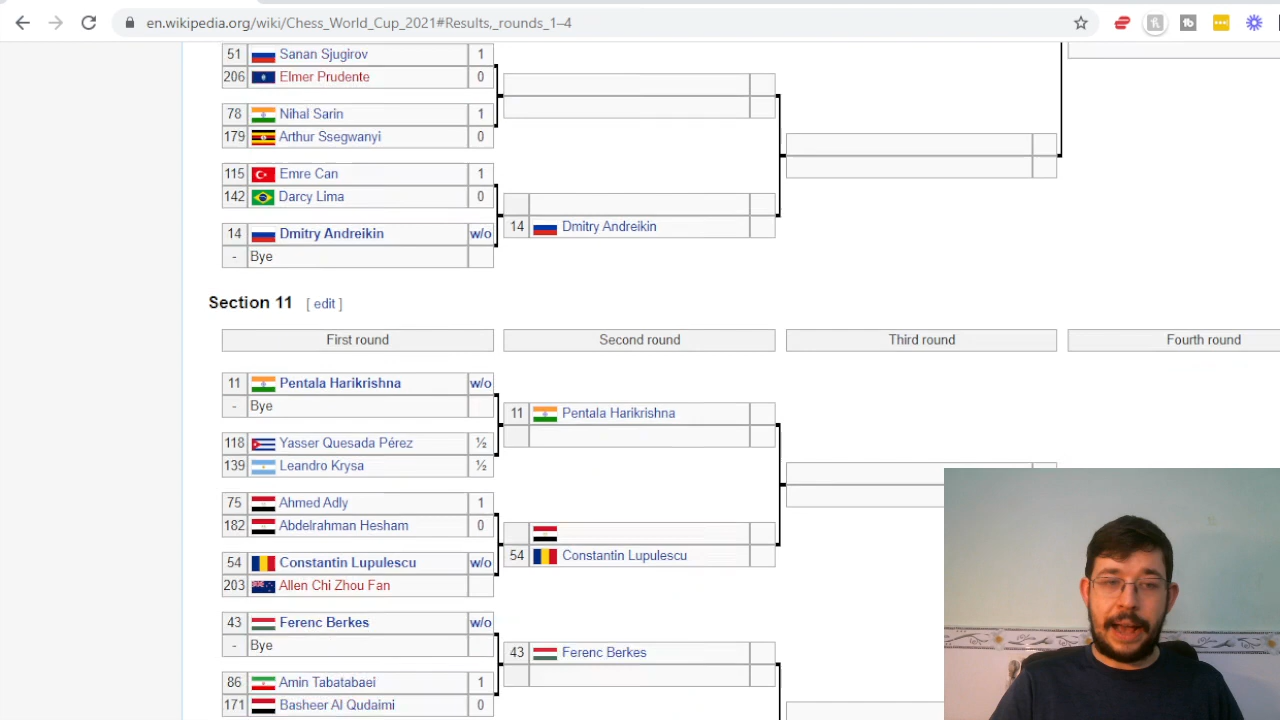 en.wikipedia.org/wiki/Chess_World_Cup_2021#Results,_rounds_1–4
51 Sanan Sjugirov 1
206 Elmer Prudente 0
78 Nihal Sarin 1
179 Arthur Ssegwanyi 0
115 Emre Can 1
142 Darcy Lima 0
14 Dmitry Andreikin w/o
- Bye
14 Dmitry Andreikin
Section 11 [ edit ]
First round Second round Third round Fourth round
11 Pentala Harikrishna w/o
- Bye
11 Pentala Harikrishna
118 Yasser Quesada Pérez ½
139 Leandro Krysa ½
75 Ahmed Adly 1
182 Abdelrahman Hesham 0
54 Constantin Lupulescu
54 Constantin Lupulescu w/o
203 Allen Chi Zhou Fan
43 Ferenc Berkes w/o
- Bye
43 Ferenc Berkes
86 Amin Tabatabaei 1
171 Basheer Al Qudaimi 0